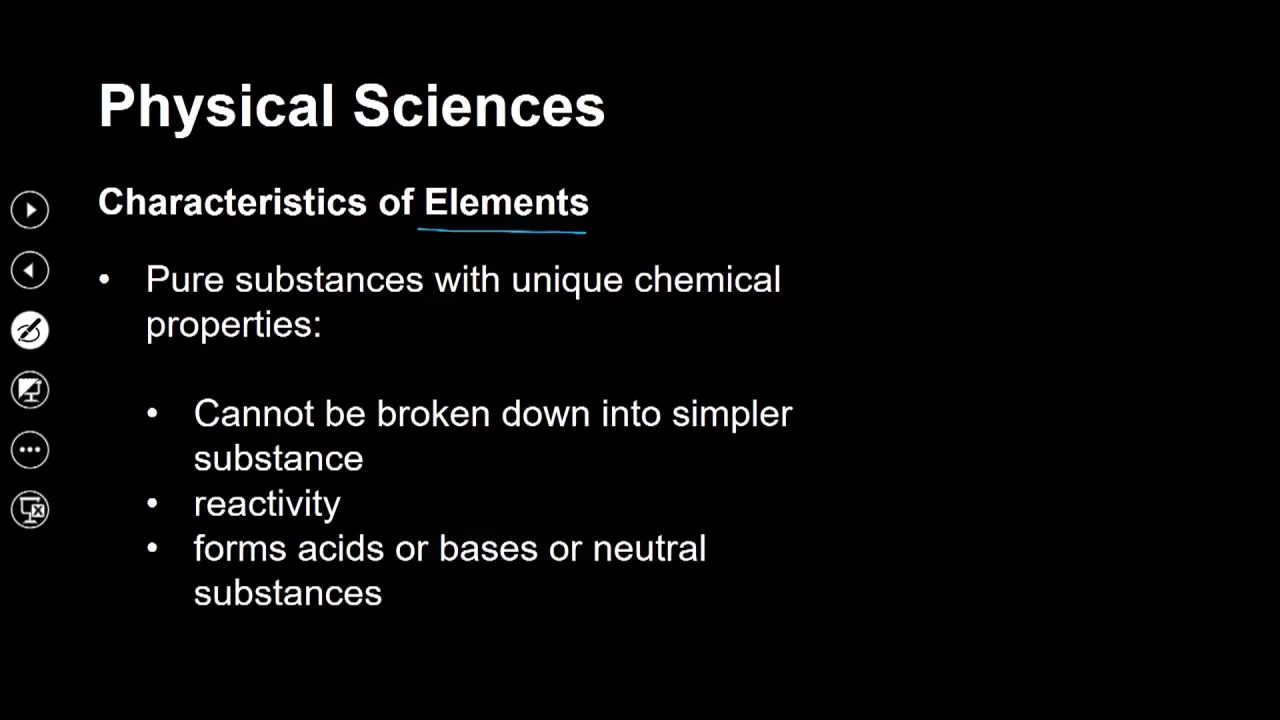 Physical Sciences
Characteristics of Elements
• Pure substances with unique chemical
properties:
• Cannot be broken down into simpler
substance
• reactivity
• forms acids or bases or neutral
substances